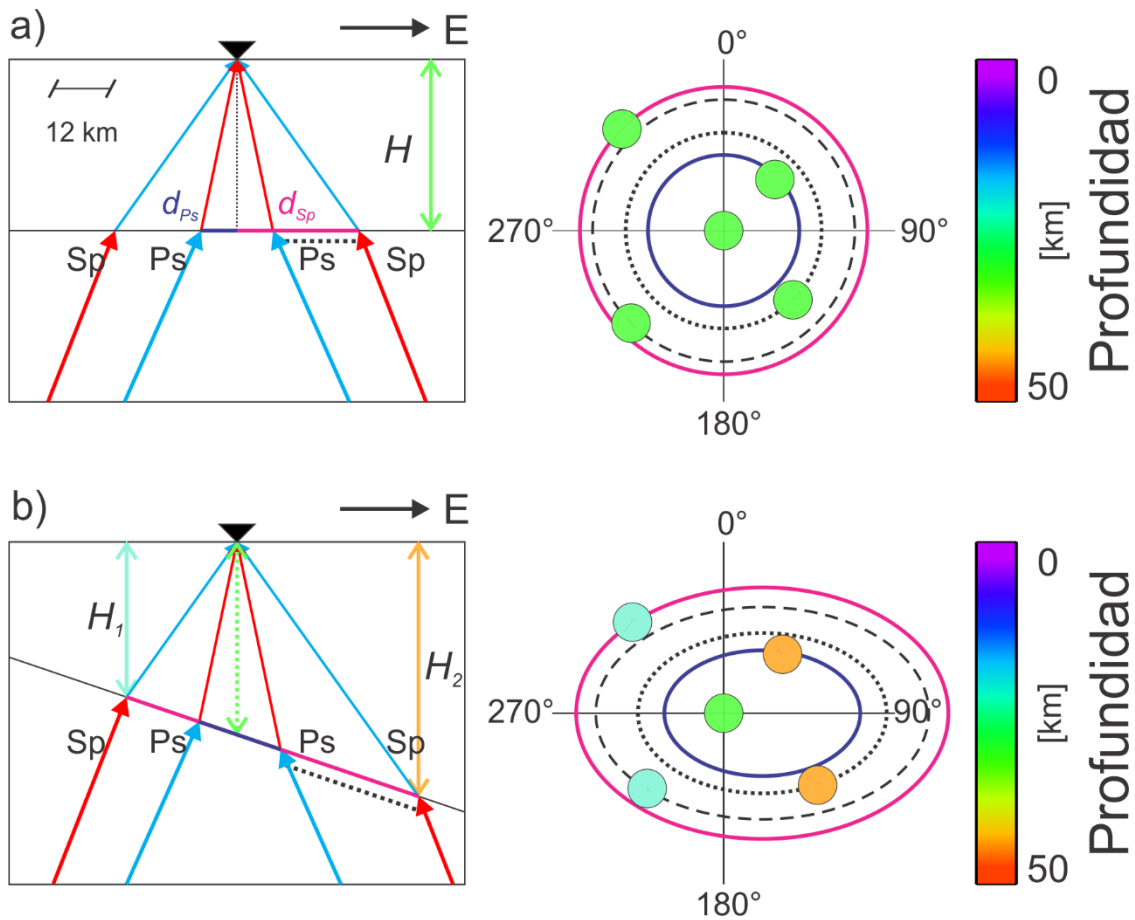 a)
E
12 km
H
dPs
dSp
Sp
Ps
Ps
Sp
0°
270°
90°
180°
0
50
[km]
Profundidad
b)
E
H1
H2
Sp
Ps
Ps
Sp
0°
270°
90°
180°
0
50
[km]
Profundidad